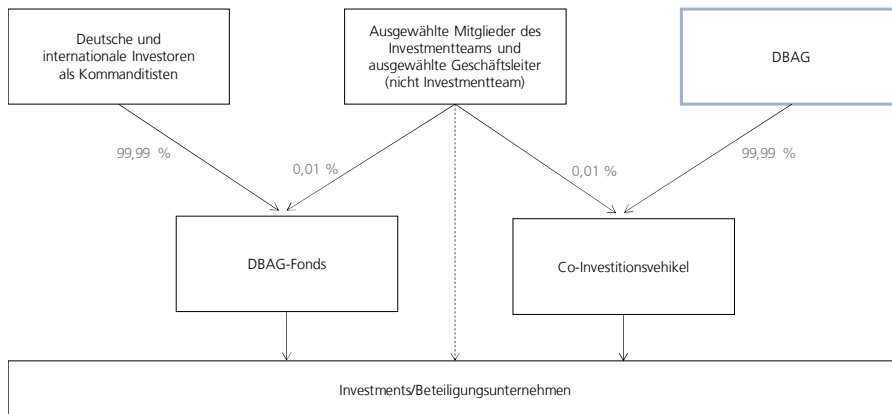 Deutsche und
internationale Investoren
als Kommanditisten
Ausgewählte Mitglieder des
Investmentteams und
ausgewählte Geschäftsleiter
(nicht Investmentteam)
DBAG
99,99 %
0,01 %
0,01 %
99,99 %
DBAG-Fonds
Co-Investitionsvehikel
Investments/Beteiligungsunternehmen